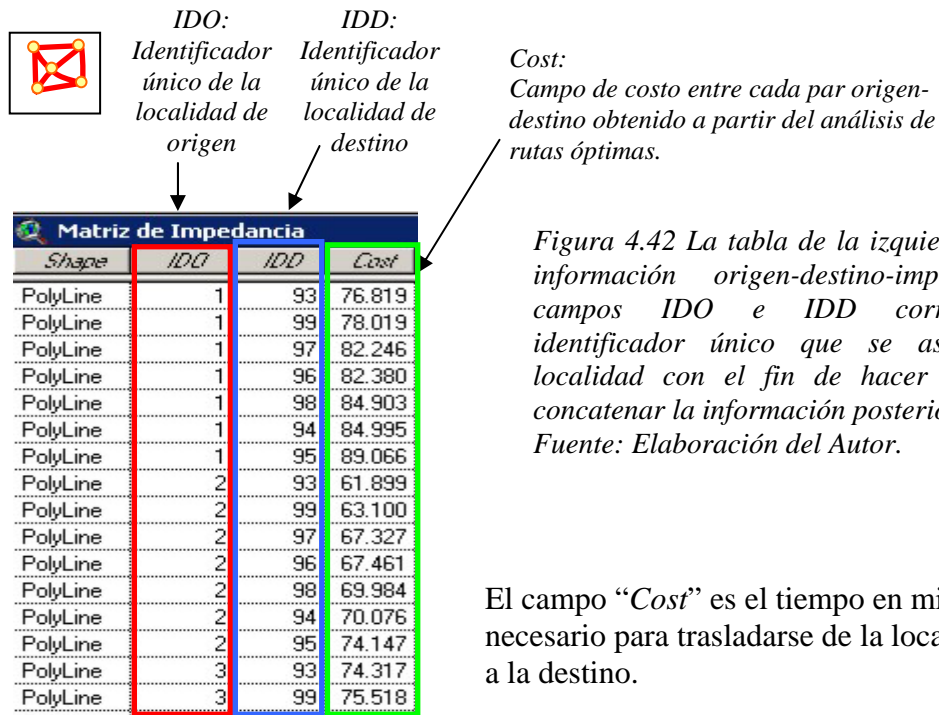 IDO:
Identificador
único de la
localidad de
origen
IDD:
Identificador
único de la
localidad de
destino
Cost:
Campo de costo entre cada par origen-
destino obtenido a partir del análisis de
rutas óptimas.
Matriz de Impedancia
Shape IDO IDD Cost
PolyLine 1 93 76.819
PolyLine 1 99 78.019
PolyLine 1 97 82.246
PolyLine 1 96 82.380
PolyLine 1 98 84.903
PolyLine 1 94 84.995
PolyLine 1 95 89.066
PolyLine 2 93 61.899
PolyLine 2 99 63.100
PolyLine 2 97 67.327
PolyLine 2 96 67.461
PolyLine 2 98 69.984
PolyLine 2 94 70.076
PolyLine 2 95 74.147
PolyLine 3 93 74.317
PolyLine 3 99 75.518
Figura 4.42 La tabla de la
información origen-destino-
campos IDO e IDD
identificador único que se
localidad con el fin de hacer
concatenar la información
Fuente: Elaboración del Autor.
El campo “Cost” es el tiempo en
necesario para trasladarse de la
a la destino.